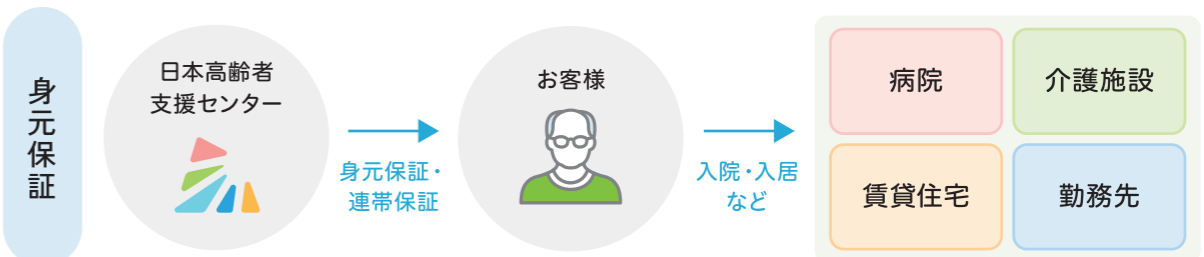 身元保証
日本高齢者
支援センター
身元保証・
連帯保証
お客様
入院・入居
など
病院
介護施設
賃貸住宅
勤務先